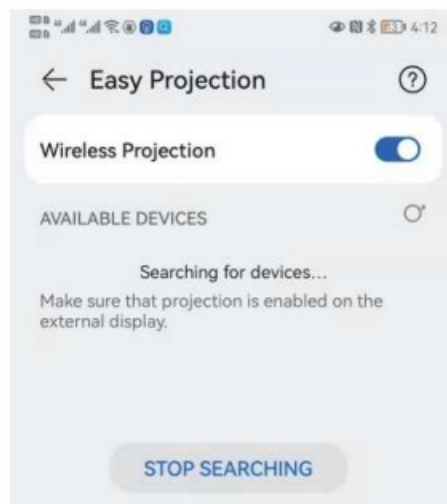 4:12
Easy Projection
Wireless Projection
AVAILABLE DEVICES
Searching for devices...
Make sure that projection is enabled on the
external display.
STOP SEARCHING